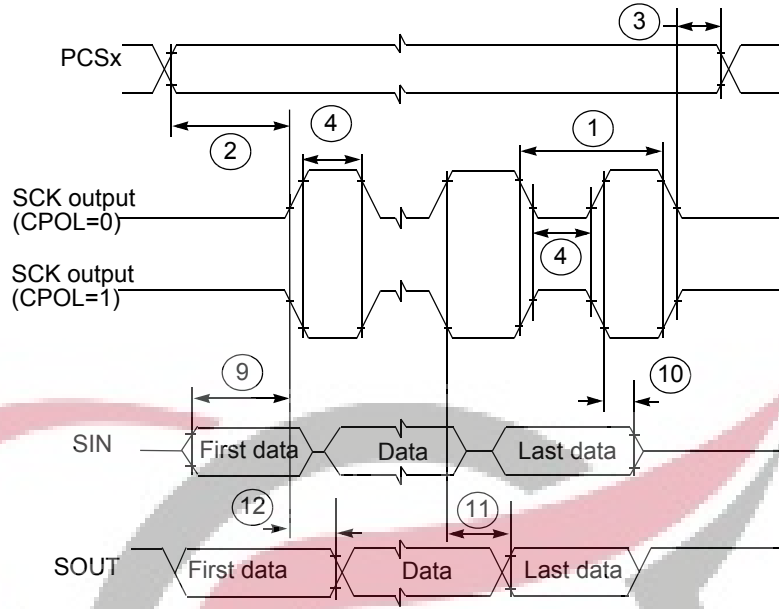 3
PCSx
2
4
1
SCK output
(CPOL=0)
4
SCK output
(CPOL=1)
9
10
SIN
First data
Data
Last data
12
11
SOUT
First data
Data
Last data